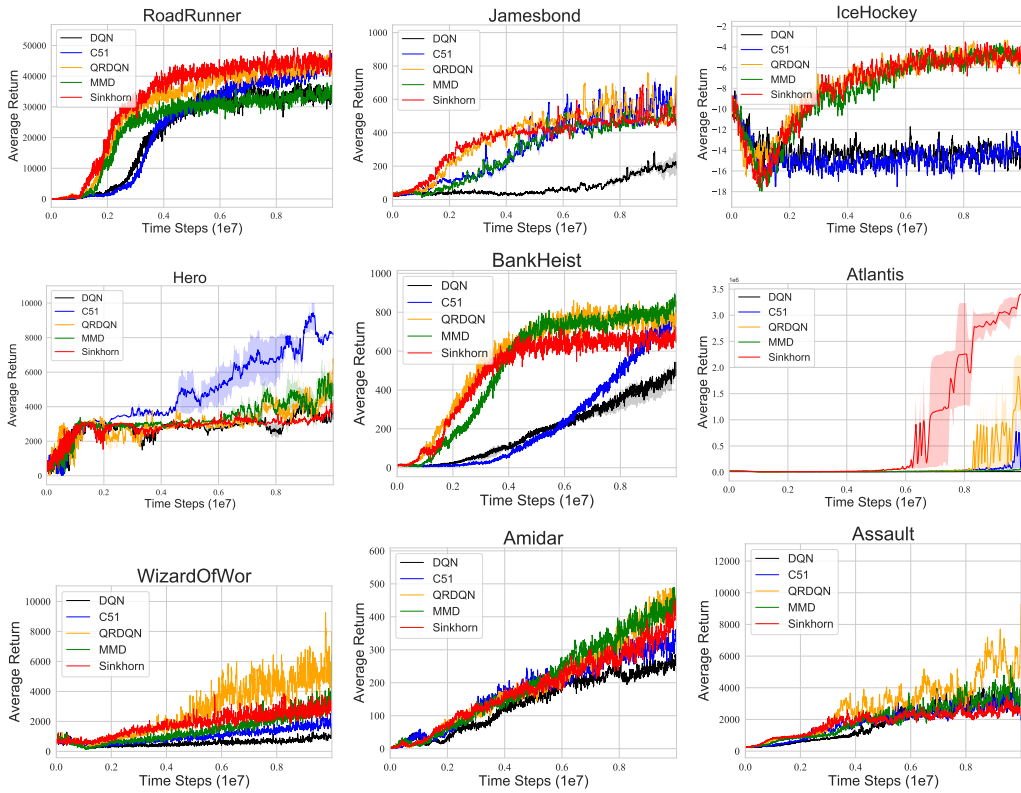 RoadRunner
Average Return
50000
40000
30000
20000
10000
0
DQN
C51
QRDQN
MMD
Sinkhorn
0.0 0.2 0.4 0.6 0.8
Time Steps (1e7)
Jamesbond
Average Return
1000
800
600
400
200
0
DQN
C51
QRDQN
MMD
Sinkhorn
0.0 0.2 0.4 0.6 0.8
Time Steps (1e7)
IceHockey
Average Return
−2
−4
−6
−8
−10
−12
−14
−16
−18
DQN
C51
QRDQN
MMD
Sinkhorn
0.0 0.2 0.4 0.6 0.8
Time Steps (1e7)
Hero
Average Return
10000
8000
6000
4000
2000
0
DQN
C51
QRDQN
MMD
Sinkhorn
0.0 0.2 0.4 0.6 0.8
Time Steps (1e7)
BankHeist
Average Return
1000
800
600
400
200
0
DQN
C51
QRDQN
MMD
Sinkhorn
0.0 0.2 0.4 0.6 0.8
Time Steps (1e7)
Atlantis
1e6
Average Return
3.5
3.0
2.5
2.0
1.5
1.0
0.5
0.0
DQN
C51
QRDQN
MMD
Sinkhorn
0.0 0.2 0.4 0.6 0.8
Time Steps (1e7)
WizardOfWor
Average Return
10000
8000
6000
4000
2000
0
DQN
C51
QRDQN
MMD
Sinkhorn
0.0 0.2 0.4 0.6 0.8
Time Steps (1e7)
Amidar
Average Return
600
500
400
300
200
100
0
DQN
C51
QRDQN
MMD
Sinkhorn
0.0 0.2 0.4 0.6 0.8
Time Steps (1e7)
Assault
Average Return
12000
10000
8000
6000
4000
2000
0
DQN
C51
QRDQN
MMD
Sinkhorn
0.0 0.2 0.4 0.6 0.8
Time Steps (1e7)